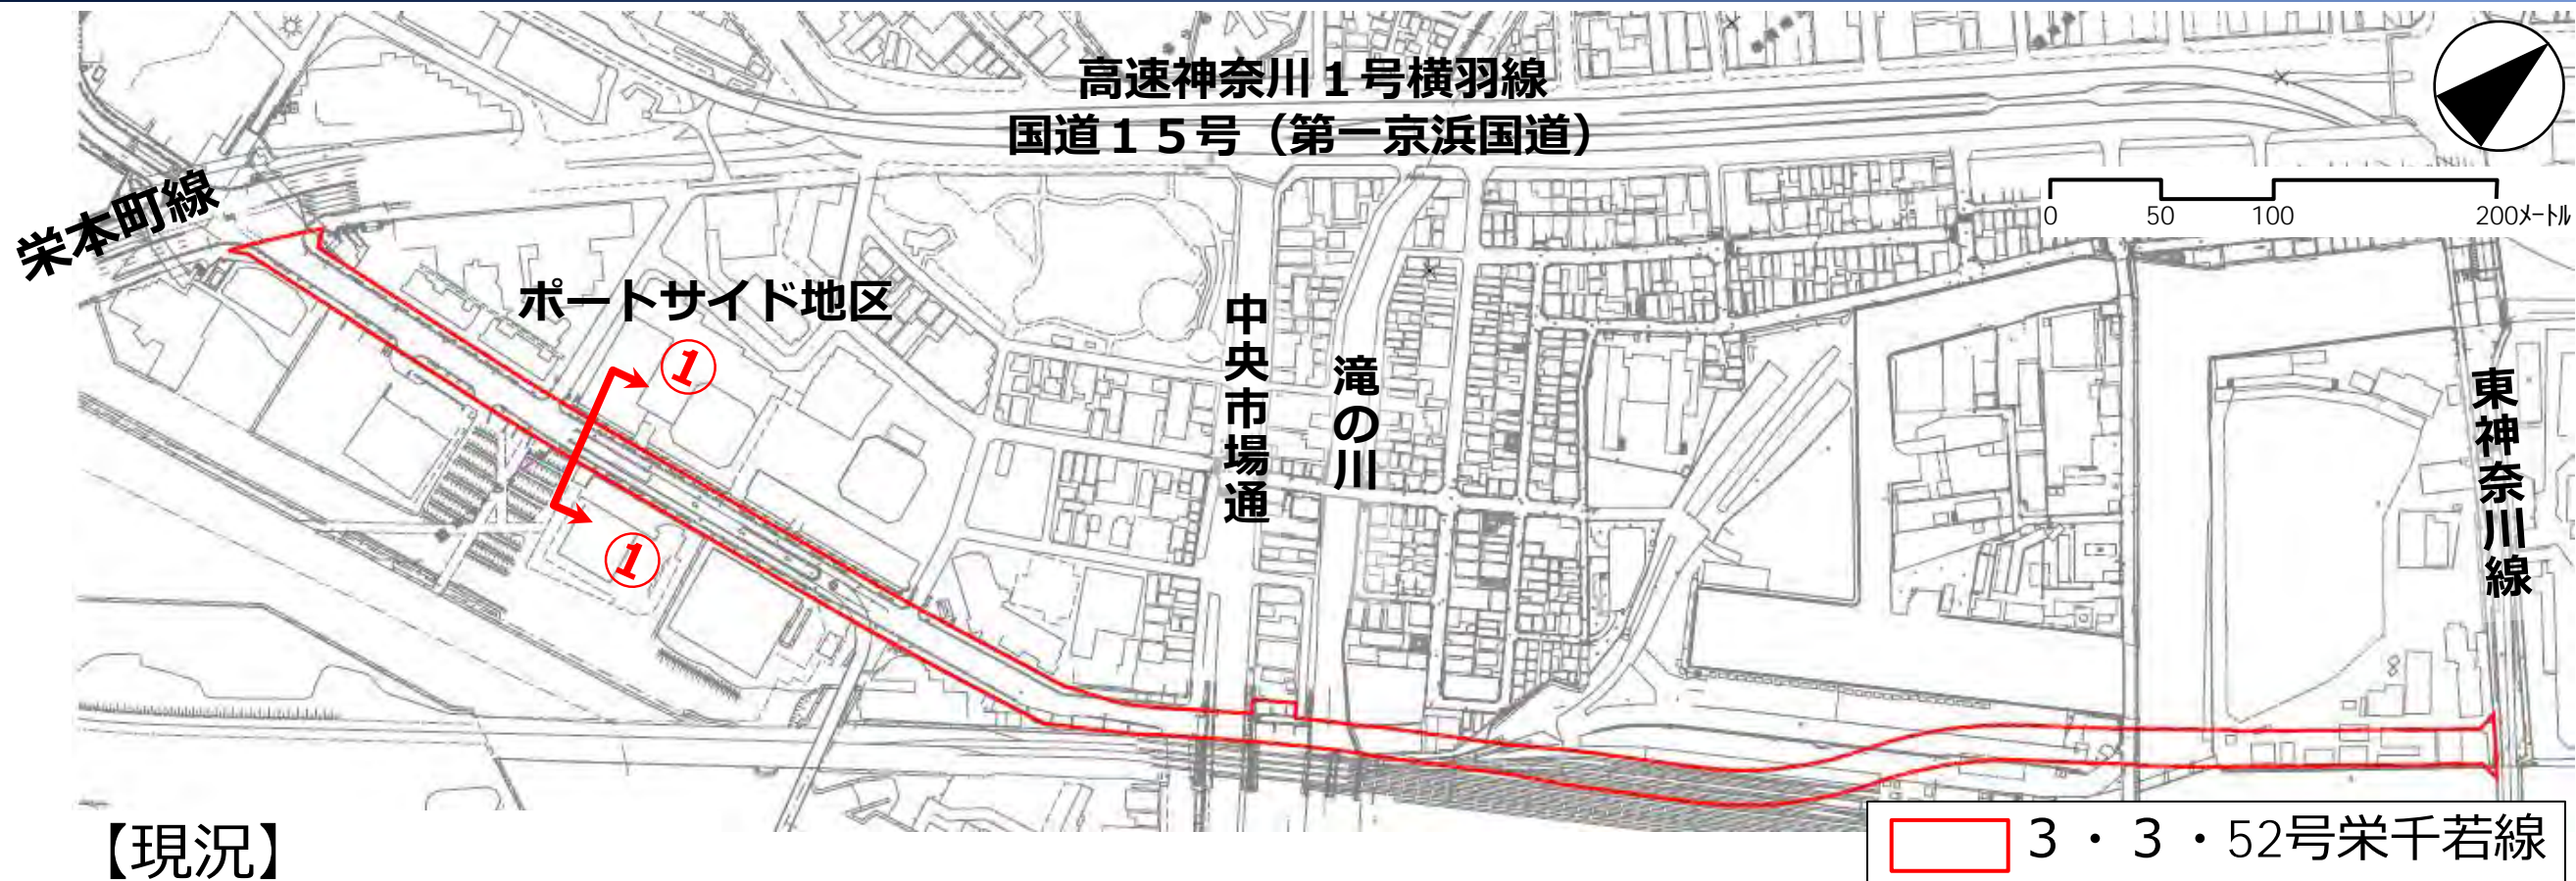 高速神奈川1号横羽線
国道15号(第一京浜国道)
栄本町線
0 50 100 200メートル
ポートサイド地区
①
①
中央市場通
滝の川
東神奈川線
【現況】
3・3・52号栄千若線